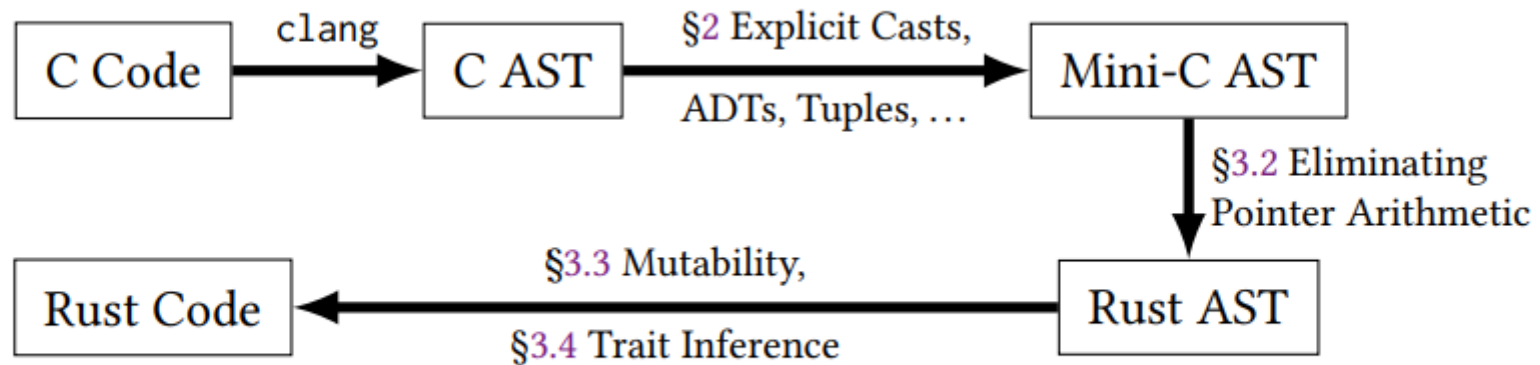 C Code
clang
C AST
§2 Explicit Casts,
ADTs, Tuples, …
Mini-C AST
§3.2 Eliminating
Pointer Arithmetic
Rust AST
§3.3 Mutability,
§3.4 Trait Inference
Rust Code